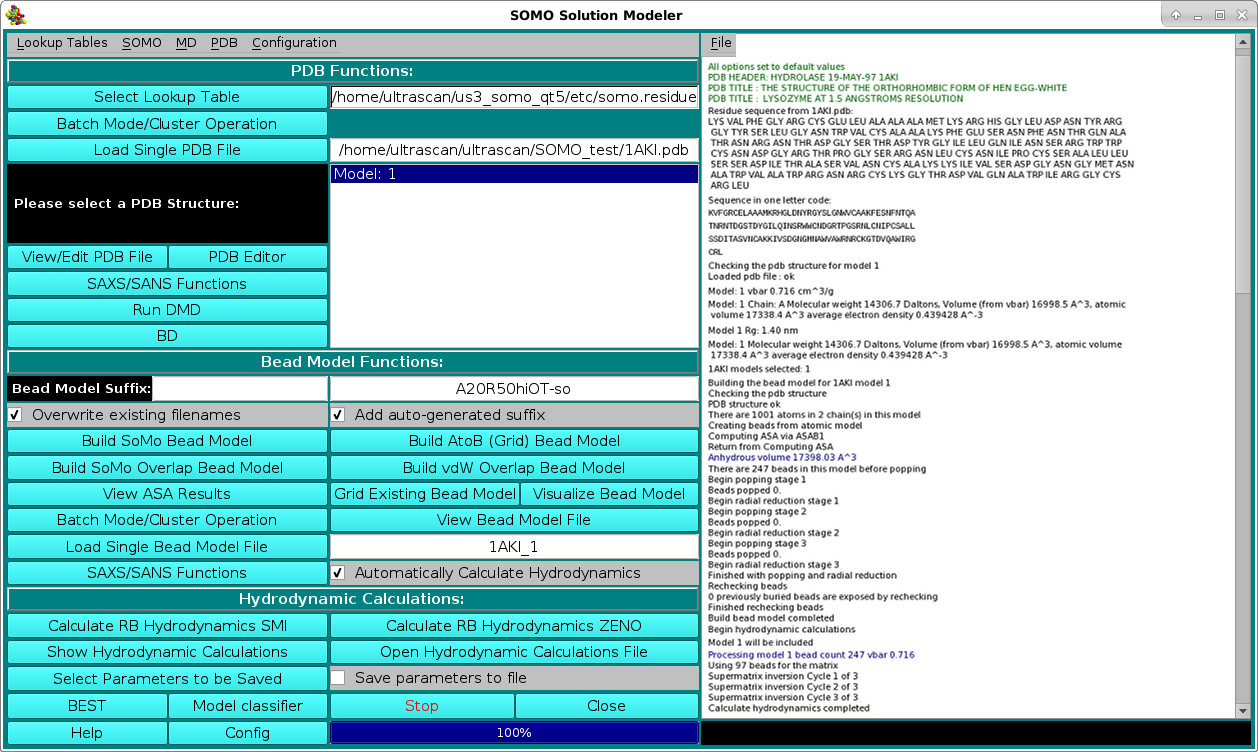 SOMO Solution Modeler
Lookup Tables SOMO MD PDB Configuration
PDB Functions:
Select Lookup Table /home/ultrascan/us3_somo_qt5/etc/somo.residue
Batch Mode/Cluster Operation
Load Single PDB File /home/ultrascan/ultrascan/SOMO_test/1AKI.pdb
Please select a PDB Structure: Model: 1
View/Edit PDB File PDB Editor
SAXS/SANS Functions
Run DMD
BD
Bead Model Functions:
Bead Model Suffix: A20R50hiOT-so
Overwrite existing filenames Add auto-generated suffix
Build SoMo Bead Model Build AtoB (Grid) Bead Model
Build SoMo Overlap Bead Model Build vdW Overlap Bead Model
View ASA Results Grid Existing Bead Model Visualize Bead Model
Batch Mode/Cluster Operation View Bead Model File
Load Single Bead Model File 1AKI_1
SAXS/SANS Functions Automatically Calculate Hydrodynamics
Hydrodynamic Calculations:
Calculate RB Hydrodynamics SMI Calculate RB Hydrodynamics ZENO
Show Hydrodynamic Calculations Open Hydrodynamic Calculations File
Select Parameters to be Saved Save parameters to file
BEST Model classifier Stop Close
Help Config 100%
File
All options set to default values
PDB HEADER: HYDROLASE 19-MAY-97 1AKI
PDB TITLE : THE STRUCTURE OF THE ORTHORHOMBIC FORM OF HEN EGG-WHITE
PDB TITLE : LYSOZYME AT 1.5 ANGSTROMS RESOLUTION
Residue sequence from 1AKI.pdb:
LYS VAL PHE GLY ARG CYS GLU LEU ALA ALA ALA MET LYS ARG HIS GLY LEU ASP ASN TYR ARG
GLY TYR SER LEU GLY ASN TRP VAL CYS ALA ALA LYS PHE GLU SER ASN PHE ASN THR GLN ALA
THR ASN ARG ASN THR ASP GLY SER THR ASP TYR GLY ILE LEU GLN ILE ASN SER ARG TRP TRP
CYS ASN ASP GLY ARG THR PRO GLY SER ARG ASN LEU CYS ASN ILE PRO CYS SER ALA LEU LEU
SER SER ASP ILE THR ALA SER VAL ASN CYS ALA LYS LYS ILE VAL SER ASP GLY ASN GLY MET ASN
ALA TRP VAL ALA TRP ARG ASN ARG CYS LYS GLY THR ASP VAL GLN ALA TRP ILE ARG GLY CYS
ARG LEU
Sequence in one letter code:
KVFGRCELAAAMKRHGLDNYRGYSLGNWVCAAKFESNFNTQA
TNRNTDGSTDYGILQINSRWWCNDGRTPGSRNLCNIPCSALL
SSDITASVNCAKKIVSDGNGMNAWVAWRNRCKGTDVQAWIRG
CRL
Checking the pdb structure for model 1
Loaded pdb file : ok
Model: 1 vbar 0.716 cm^3/g
Model: 1 Chain: A Molecular weight 14306.7 Daltons, Volume (from vbar) 16998.5 A^3, atomic
volume 17338.4 A^3 average electron density 0.439428 A^-3
Model 1 Rg: 1.40 nm
Model: 1 Molecular weight 14306.7 Daltons, Volume (from vbar) 16998.5 A^3, atomic volume
17338.4 A^3 average electron density 0.439428 A^-3
1AKI models selected: 1
Building the bead model for 1AKI model 1
Checking the pdb structure
PDB structure ok
There are 1001 atoms in 2 chain(s) in this model
Creating beads from atomic model
Computing ASA via ASAB1
Return from Computing ASA
Anhydrous volume 17398.03 A^3
There are 247 beads in this model before popping
Begin popping stage 1
Beads popped 0.
Begin radial reduction stage 1
Begin popping stage 2
Beads popped 0.
Begin radial reduction stage 2
Begin popping stage 3
Beads popped 0.
Begin radial reduction stage 3
Finished with popping and radial reduction
Rechecking beads
0 previously buried beads are exposed by rechecking
Finished rechecking beads
Build bead model completed
Begin hydrodynamic calculations
Model 1 will be included
Processing model 1 bead count 247 vbar 0.716
Using 97 beads for the matrix
Supermatrix inversion Cycle 1 of 3
Supermatrix inversion Cycle 2 of 3
Supermatrix inversion Cycle 3 of 3
Calculate hydrodynamics completed